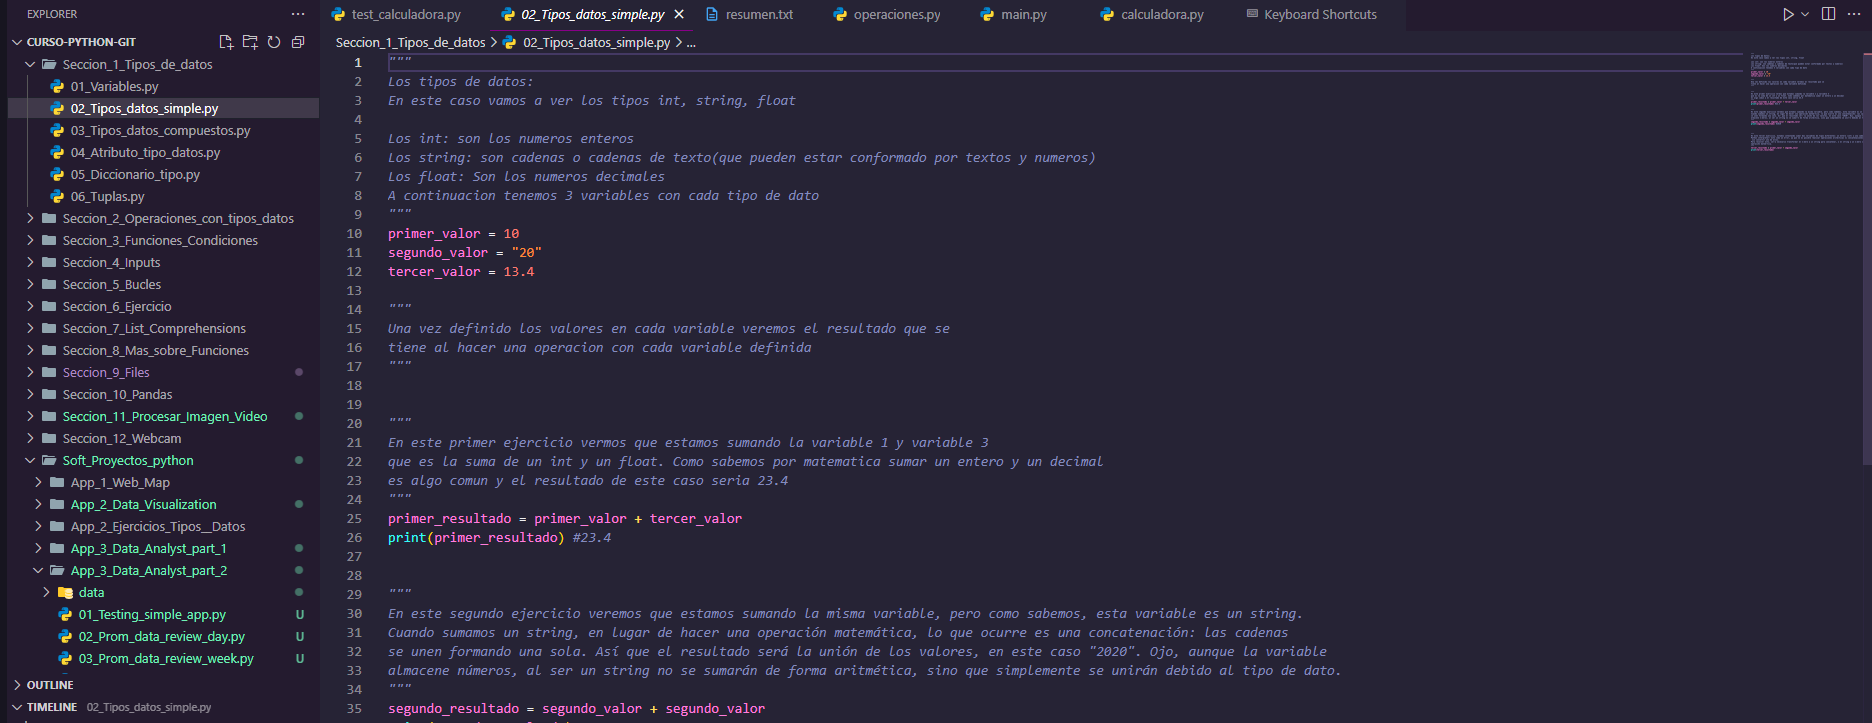 EXPLORER
CURSO-PYTHON-GIT
Seccion_1_Tipos_de_datos
01_Variables.py
02_Tipos_datos_simple.py
03_Tipos_datos_compuestos.py
04_Atributo_tipo_datos.py
05_Diccionario_tipo.py
06_Tuplas.py
Seccion_2_Operaciones_con_tipos_datos
Seccion_3_Funciones_Condiciones
Seccion_4_Inputs
Seccion_5_Bucles
Seccion_6_Ejercicio
Seccion_7_List_Comprehensions
Seccion_8_Mas_sobre_Funciones
Seccion_9_Files
Seccion_10_Pandas
Seccion_11_Procesar_Imagen_Video
Seccion_12_Webcam
Soft_Proyectos_python
App_1_Web_Map
App_2_Data_Visualization
App_2_Ejercicios_Tipos__Datos
App_3_Data_Analyst_part_1
App_3_Data_Analyst_part_2
data
01_Testing_simple_app.py U
02_Prom_data_review_day.py U
03_Prom_data_review_week.py U
OUTLINE
TIMELINE 02_Tipos_datos_simple.py
test_calculadora.py 02_Tipos_datos_simple.py resumen.txt operaciones.py main.py calculadora.py Keyboard Shortcuts
Seccion_1_Tipos_de_datos > 02_Tipos_datos_simple.py > ...
1 """
2 Los tipos de datos:
3 En este caso vamos a ver los tipos int, string, float
4
5 Los int: son los numeros enteros
6 Los string: son cadenas o cadenas de texto(que pueden estar conformado por textos y numeros)
7 Los float: Son los numeros decimales
8 A continuacion tenemos 3 variables con cada tipo de dato
9 """
10 primer_valor = 10
11 segundo_valor = "20"
12 tercer_valor = 13.4
13
14 """
15 Una vez definido los valores en cada variable veremos el resultado que se
16 tiene al hacer una operacion con cada variable definida
17 """
18
19
20 """
21 En este primer ejercicio vermos que estamos sumando la variable 1 y variable 3
22 que es la suma de un int y un float. Como sabemos por matematica sumar un entero y un decimal
23 es algo comun y el resultado de este caso seria 23.4
24 """
25 primer_resultado = primer_valor + tercer_valor
26 print(primer_resultado) #23.4
27
28
29 """
30 En este segundo ejercicio veremos que estamos sumando la misma variable, pero como sabemos, esta variable es un string.
31 Cuando sumamos un string, en lugar de hacer una operación matemática, lo que ocurre es una concatenación: las cadenas
32 se unen formando una sola. Así que el resultado será la unión de los valores, en este caso "2020". Ojo, aunque la variable
33 almacene números, al ser un string no se sumarán de forma aritmética, sino que simplemente se unirán debido al tipo de dato.
34 """
35 segundo_resultado = segundo_valor + segundo_valor